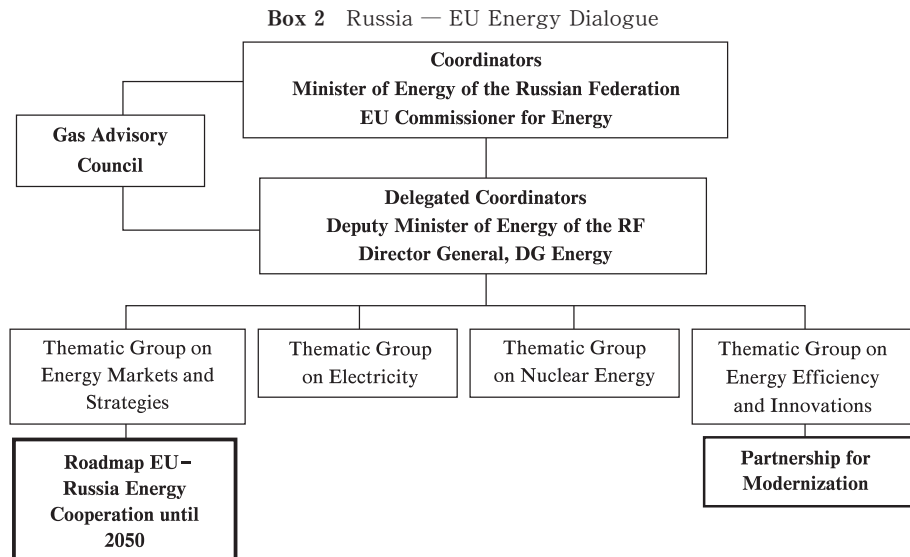 Box 2 Russia — EU Energy Dialogue
Coordinators
Minister of Energy of the Russian Federation
EU Commissioner for Energy
Gas Advisory
Council
Delegated Coordinators
Deputy Minister of Energy of the RF
Director General, DG Energy
Thematic Group on
Energy Markets and
Strategies
Thematic Group
on Electricity
Thematic Group
on Nuclear Energy
Thematic Group on
Energy Efficiency
and Innovations
Roadmap EU–
Russia Energy
Cooperation until
2050
Partnership for
Modernization